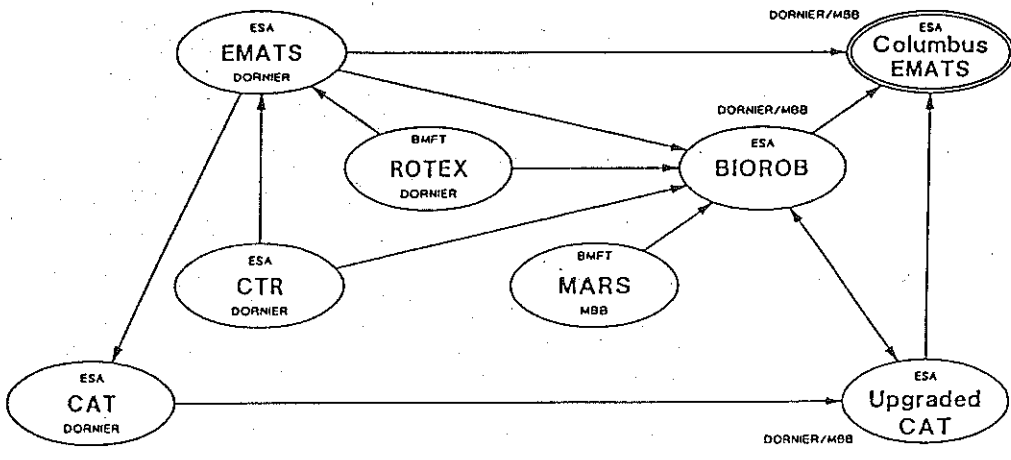 ESA
EMATS
DORNIER
DORNIER/MBB
ESA
Columbus
EMATS
BMFT
ROTEX
DORNIER
DORNIER/MBB
ESA
BIOROB
ESA
CTR
DORNIER
BMFT
MARS
MBB
ESA
CAT
DORNIER
ESA
Upgraded
CAT
DORNIER/MBB